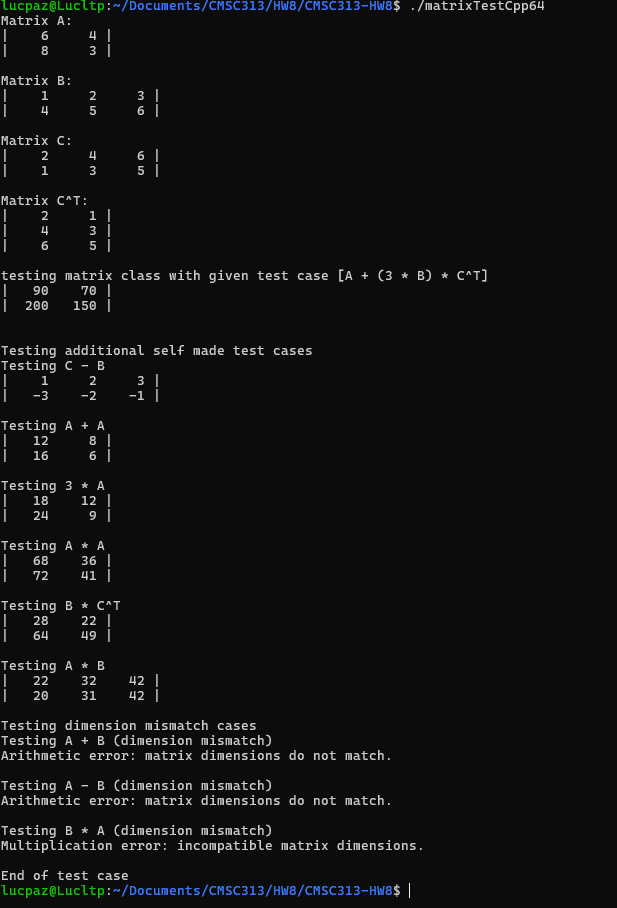 lucpaz@Lucltp:~/Documents/CMSC313/HW8/CMSC313-HW8$ ./matrixTestCpp64
Matrix A:
|    6     4 |
|    8     3 |
Matrix B:
|    1     2     3 |
|    4     5     6 |
Matrix C:
|    2     4     6 |
|    1     3     5 |
Matrix C^T:
|    2     1 |
|    4     3 |
|    6     5 |
testing matrix class with given test case [A + (3 * B) * C^T]
|   90    70 |
|  200   150 |
Testing additional self made test cases
Testing C - B
|    1     2     3 |
|   -3    -2    -1 |
Testing A + A
|   12     8 |
|   16     6 |
Testing 3 * A
|   18    12 |
|   24     9 |
Testing A * A
|   68    36 |
|   72    41 |
Testing B * C^T
|   28    22 |
|   64    49 |
Testing A * B
|   22    32    42 |
|   20    31    42 |
Testing dimension mismatch cases
Testing A + B (dimension mismatch)
Arithmetic error: matrix dimensions do not match.
Testing A - B (dimension mismatch)
Arithmetic error: matrix dimensions do not match.
Testing B * A (dimension mismatch)
Multiplication error: incompatible matrix dimensions.
End of test case
lucpaz@Lucltp:~/Documents/CMSC313/HW8/CMSC313-HW8$